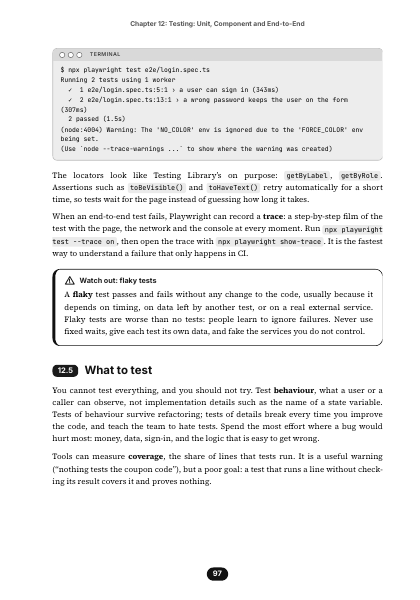 Chapter 12: Testing: Unit, Component and End-to-End
TERMINAL
$ npx playwright test e2e/login.spec.ts
Running 2 tests using 1 worker
✓ 1 e2e/login.spec.ts:5:1 › a user can sign in (343ms)
✓ 2 e2e/login.spec.ts:13:1 › a wrong password keeps the user on the form
(307ms)
2 passed (1.5s)
(node:4004) Warning: The 'NO_COLOR' env is ignored due to the 'FORCE_COLOR' env
being set.
(Use `node --trace-warnings ...` to show where the warning was created)
The locators look like Testing Library's on purpose: getByLabel, getByRole.
Assertions such as toBeVisible() and toHaveText() retry automatically for a short
time, so tests wait for the page instead of guessing how long it takes.
When an end-to-end test fails, Playwright can record a trace: a step-by-step film of the
test with the page, the network and the console at every moment. Run npx playwright
test --trace on, then open the trace with npx playwright show-trace. It is the fastest
way to understand a failure that only happens in CI.
Watch out: flaky tests
A flaky test passes and fails without any change to the code, usually because it
depends on timing, on data left by another test, or on a real external service.
Flaky tests are worse than no tests: people learn to ignore failures. Never use
fixed waits, give each test its own data, and fake the services you do not control.
12.5 What to test
You cannot test everything, and you should not try. Test behaviour, what a user or a
caller can observe, not implementation details such as the name of a state variable.
Tests of behaviour survive refactoring; tests of details break every time you improve
the code, and teach the team to hate tests. Spend the most effort where a bug would
hurt most: money, data, sign-in, and the logic that is easy to get wrong.
Tools can measure coverage, the share of lines that tests run. It is a useful warning
(“nothing tests the coupon code”), but a poor goal: a test that runs a line without check-
ing its result covers it and proves nothing.
97